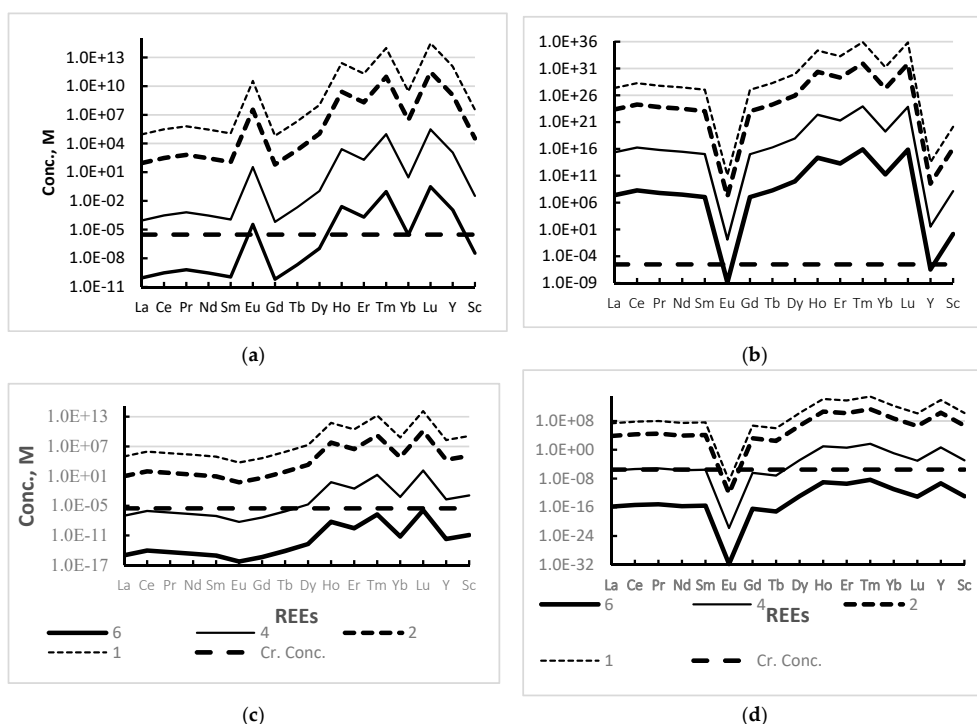 Conc., M
1.0E+13
1.0E+10
1.0E+07
1.0E+04
1.0E+01
1.0E-02
1.0E-05
1.0E-08
1.0E-11
La Ce Pr Nd Sm Eu Gd Tb Dy Ho Er Tm Yb Lu Y Sc
(a)
1.0E+36
1.0E+31
1.0E+26
1.0E+21
1.0E+16
1.0E+11
1.0E+06
1.0E+01
1.0E-04
1.0E-09
La Ce Pr Nd Sm Eu Gd Tb Dy Ho Er Tm Yb Lu Y Sc
(b)
Conc., M
1.0E+13
1.0E+07
1.0E+01
1.0E-05
1.0E-11
1.0E-17
La Ce Pr Nd Sm Eu Gd Tb Dy Ho Er Tm Yb Lu Y Sc
REEs
6 4 2
1 Cr. Conc.
(c)
1.0E+08
1.0E+00
1.0E-08
1.0E-16
1.0E-24
1.0E-32
La Ce Pr Nd Sm Eu Gd Tb Dy Ho Er Tm Yb Lu Y Sc
REEs
6 4 2
1 Cr. Conc.
(d)